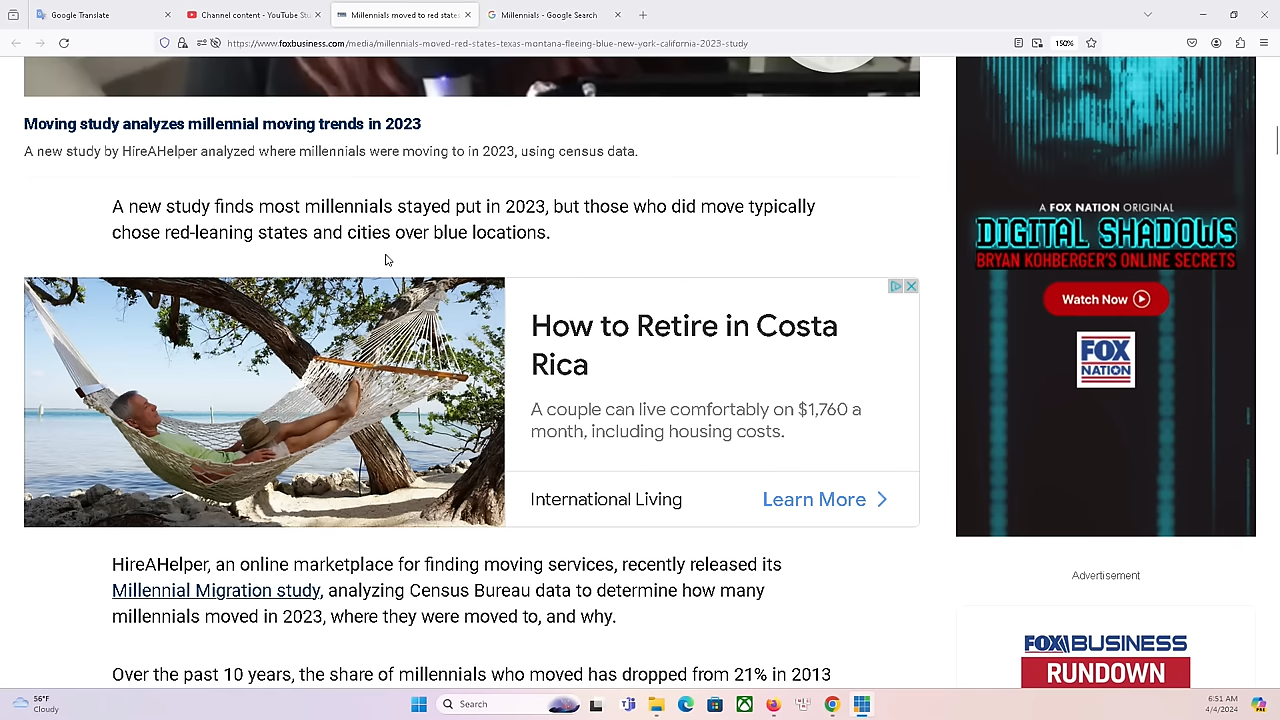 Google Translate
Channel content - YouTube Stu
Millennials moved to red states
Millennials - Google Search
https://www.foxbusiness.com/media/millennials-moved-red-states-texas-montana-fleeing-blue-new-york-california-2023-study
150%
Moving study analyzes millennial moving trends in 2023
A new study by HireAHelper analyzed where millennials were moving to in 2023, using census data.
A new study finds most millennials stayed put in 2023, but those who did move typically
chose red-leaning states and cities over blue locations.
How to Retire in Costa
Rica
A couple can live comfortably on $1,760 a
month, including housing costs.
International Living
Learn More
HireAHelper, an online marketplace for finding moving services, recently released its
Millennial Migration study, analyzing Census Bureau data to determine how many
millennials moved in 2023, where they were moved to, and why.
Over the past 10 years, the share of millennials who moved has dropped from 21% in 2013
A FOX NATION ORIGINAL
DIGITAL SHADOWS
BRYAN KOHBERGER'S ONLINE SECRETS
Watch Now
FOX
NATION
Advertisement
FOX BUSINESS
RUNDOWN
56°F
Cloudy
Search
6:51 AM
4/4/2024